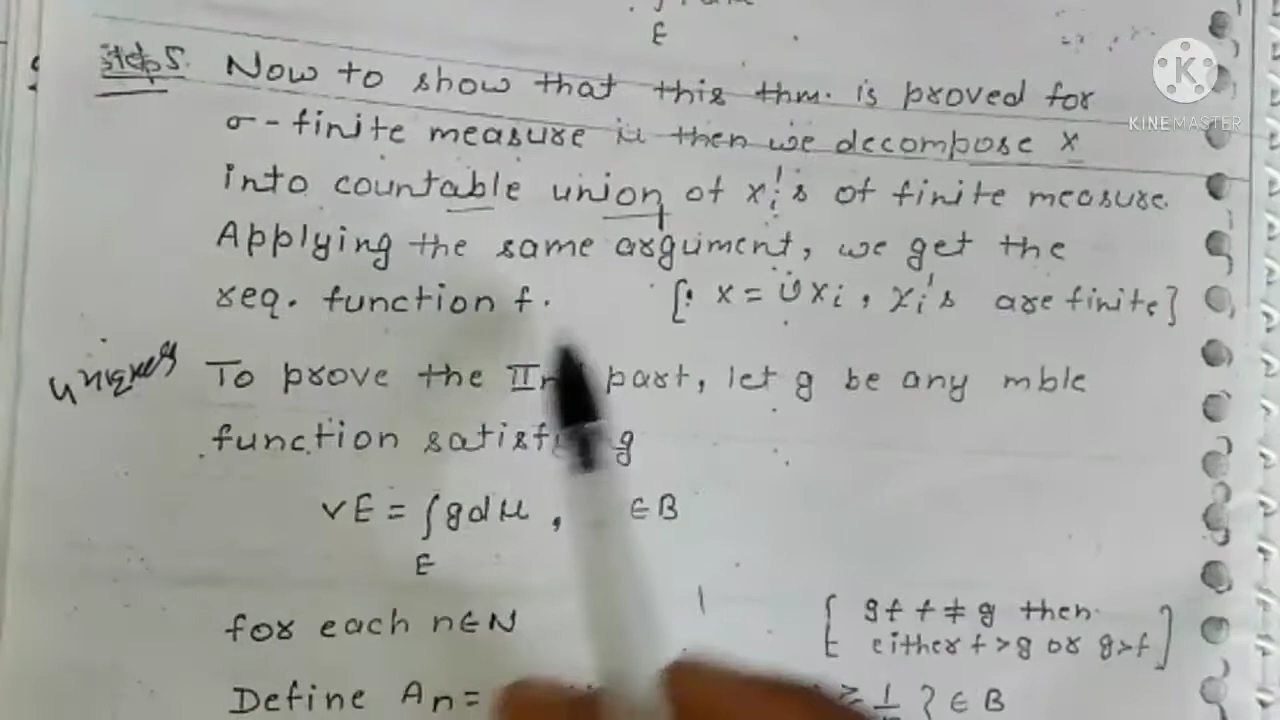 E
Step 5. Now to show that this thm. is proved for
σ-finite measure μ then we decompose X
into countable union of Xi's of finite measure.
Applying the same argument, we get the
req. function f. [∵ X = ∪Xi, Xi's are finite]
To prove the IInd part, let g be any mble
function satisfying
νE = ∫ g dμ, ∈ B
E
for each n∈N
[ gf f ≠ g then
either f > g or g > f ]
Define An = ≥ 1 } ∈ B
K
KINEMASTER